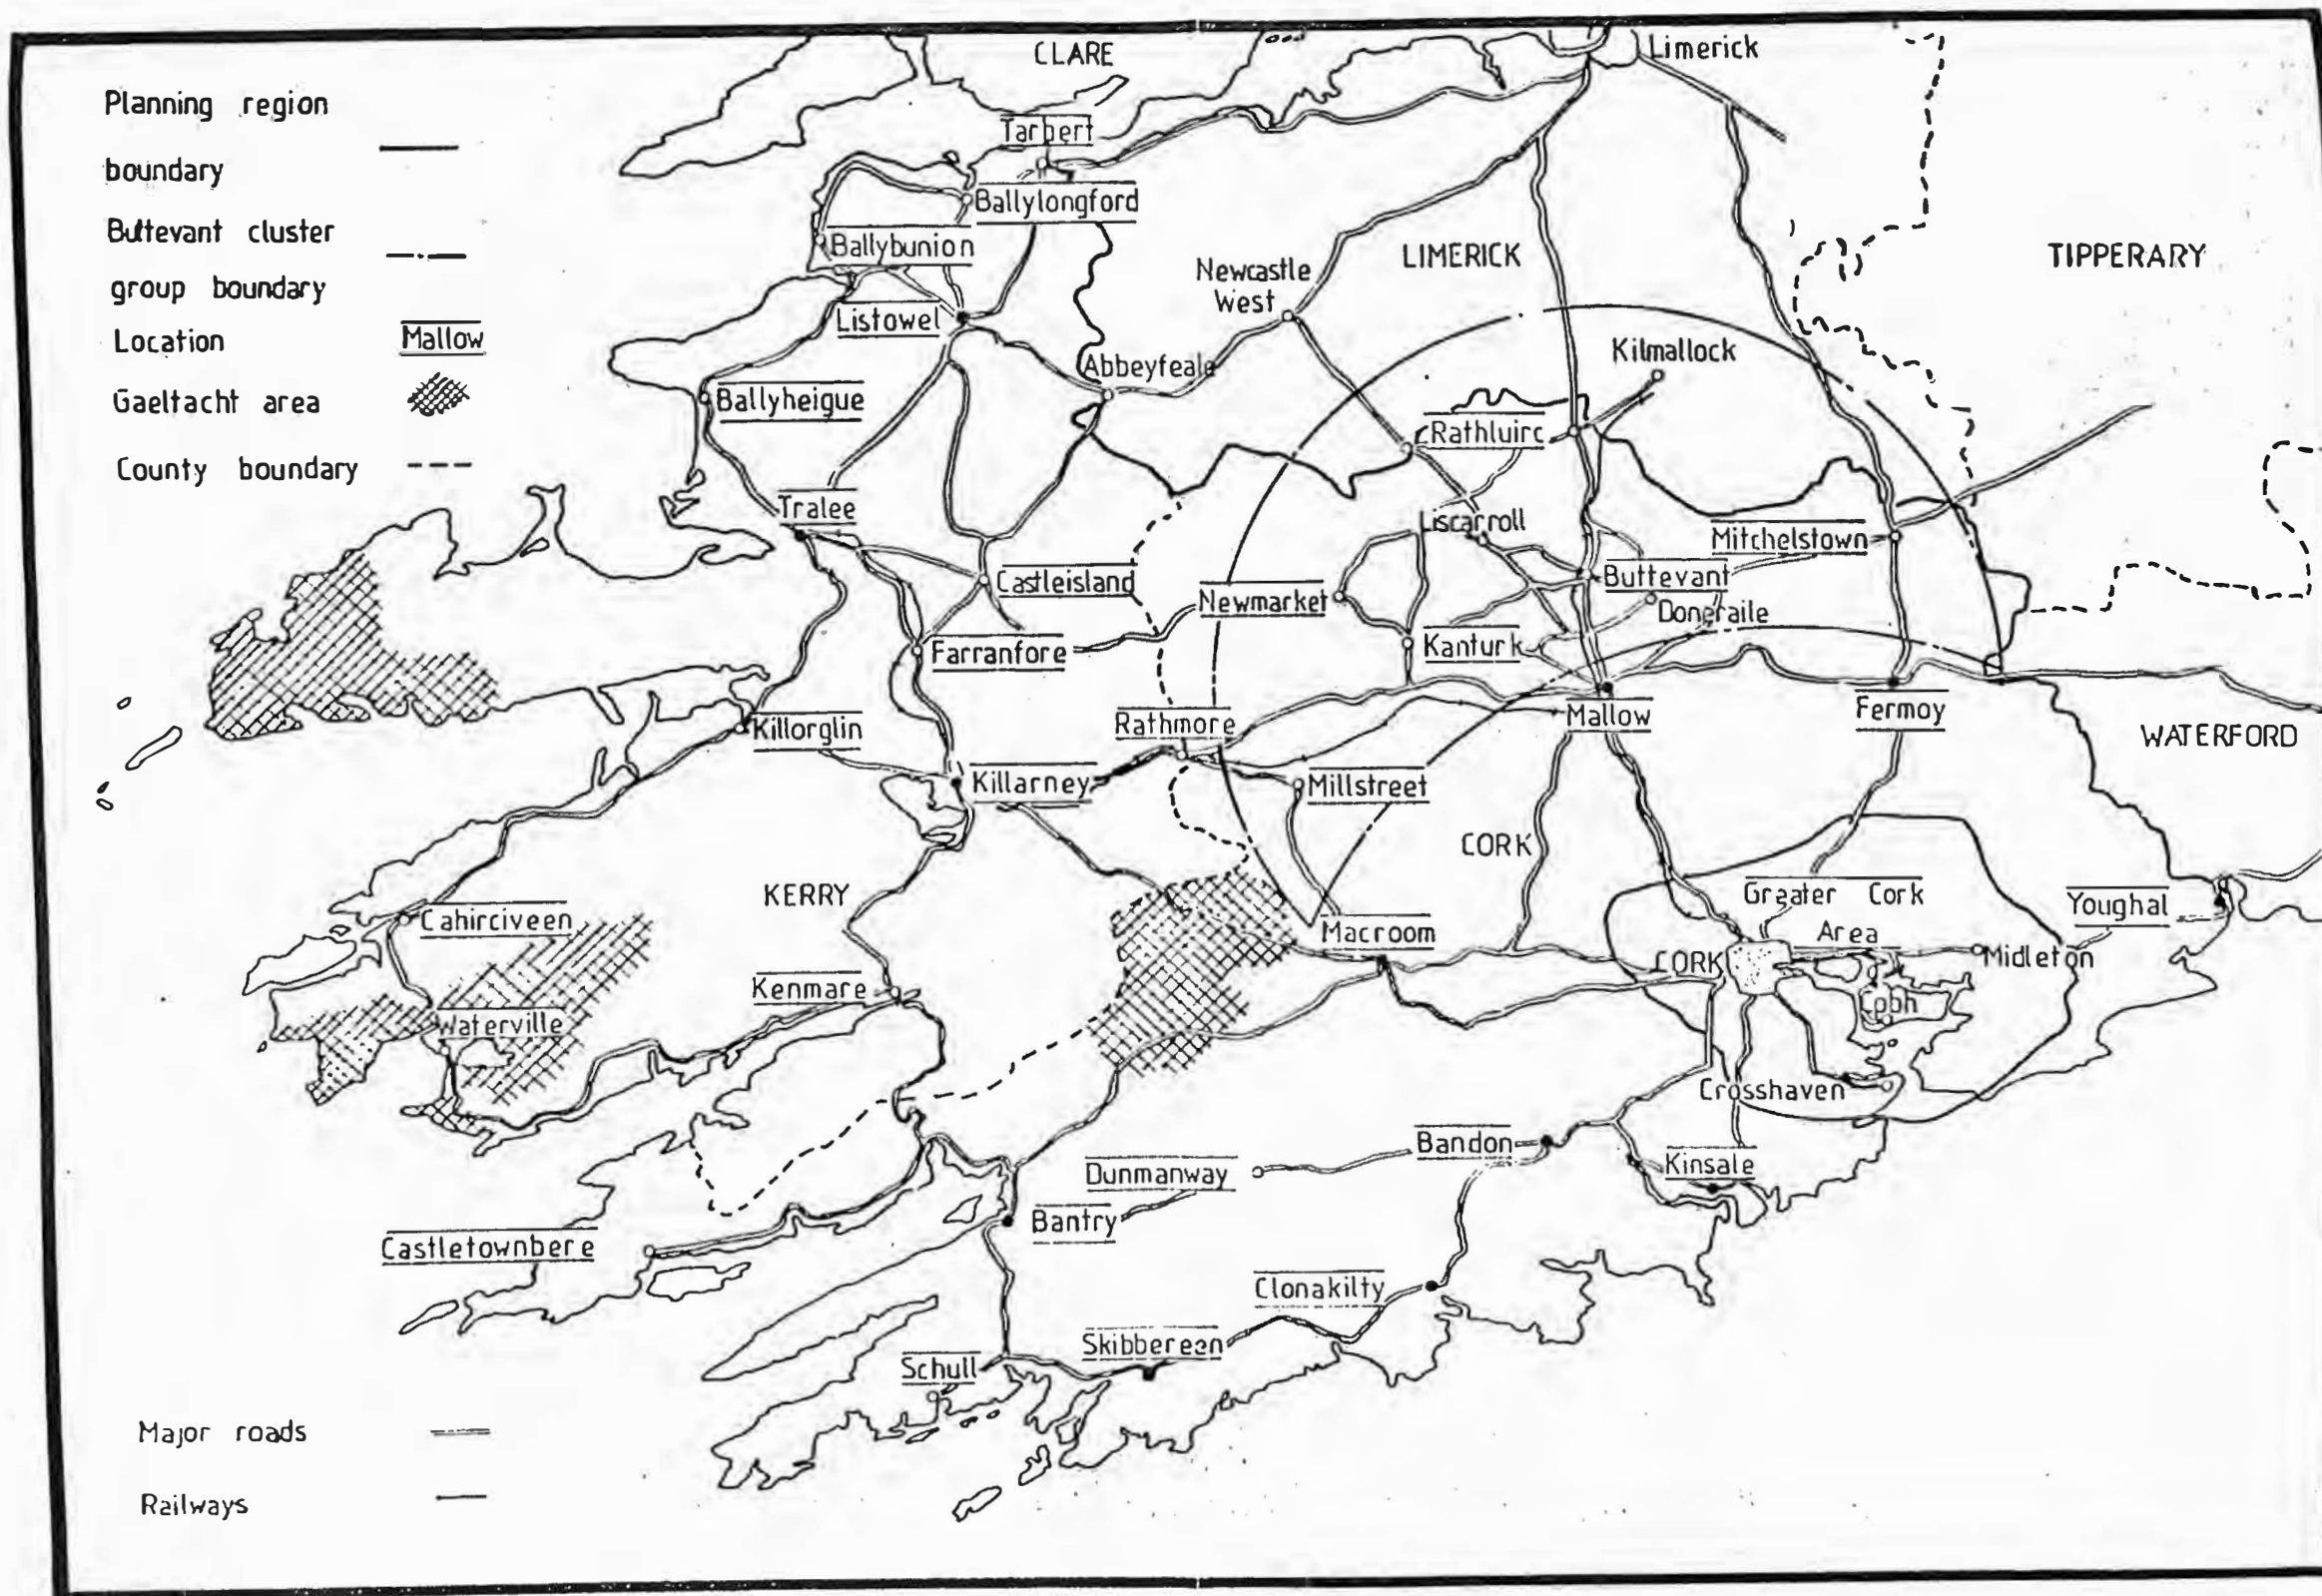 Planning region
boundary
Buttevant cluster
group boundary
Location Mallow
Gaeltacht area
County boundary
Major roads
Railways
CLARE
Limerick
Tarbert
Ballylongford
Ballybunion
TIPPERARY
LIMERICK
Newcastle
West
Listowel
Kilmallock
Abbeyfeale
Ballyheigue
Rathluirc
Tralee
Liscarroll
Mitchelstown
Castleisland
Buttevant
Newmarket
Doneraile
Farranfore
Kanturk
Killorglin
Rathmore
Mallow
Fermoy
WATERFORD
Killarney
Millstreet
CORK
KERRY
Greater Cork
Area
Youghal
Cahirciveen
Macroom
CORK
Midleton
Kenmare
Cobh
Waterville
Crosshaven
Bandon
Kinsale
Dunmanway
Bantry
Castletownbere
Clonakilty
Skibbereen
Schull